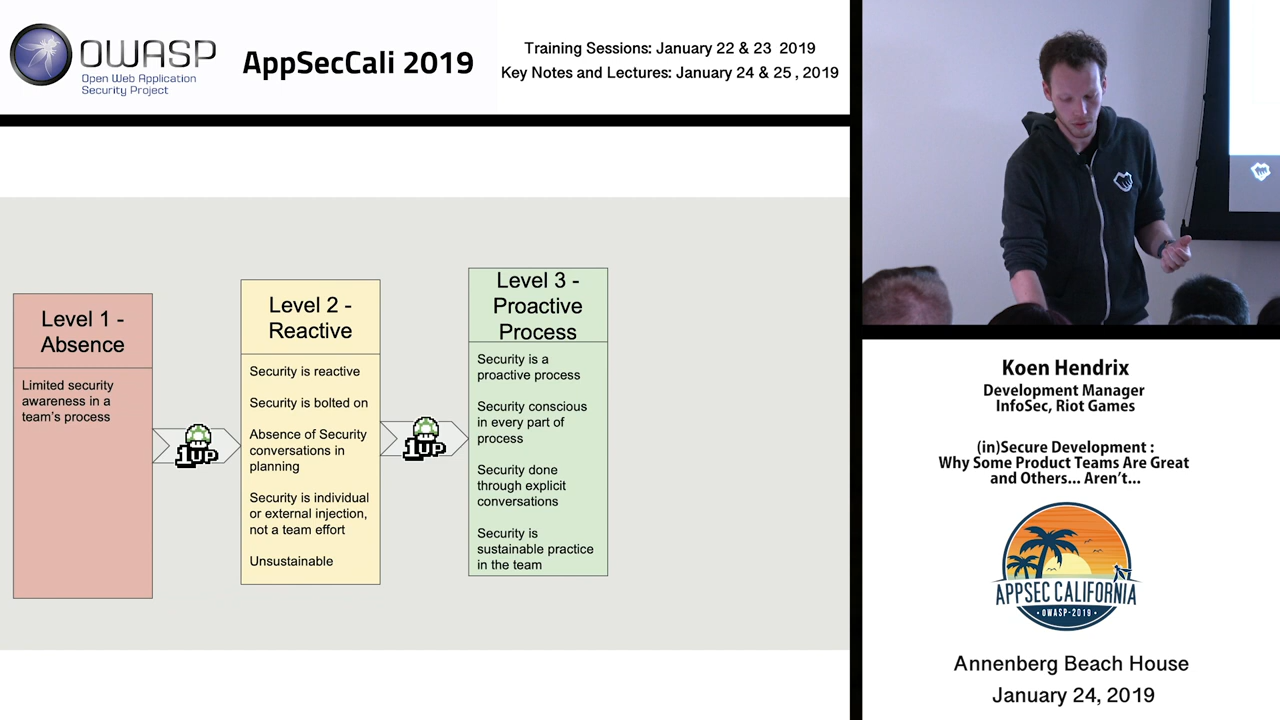 OWASP
Open Web Application
Security Project
AppSecCali 2019
Training Sessions: January 22 & 23 2019
Key Notes and Lectures: January 24 & 25 , 2019
Level 1 -
Absence
Limited security
awareness in a
team's process
1UP
Level 2 -
Reactive
Security is reactive
Security is bolted on
Absence of Security
conversations in
planning
Security is individual
or external injection,
not a team effort
Unsustainable
1UP
Level 3 -
Proactive
Process
Security is a
proactive process
Security conscious
in every part of
process
Security done
through explicit
conversations
Security is
sustainable practice
in the team
Koen Hendrix
Development Manager
InfoSec, Riot Games
(in)Secure Development :
Why Some Product Teams Are Great
and Others... Aren't...
APPSEC CALIFORNIA
• OWASP-2019 •
Annenberg Beach House
January 24, 2019